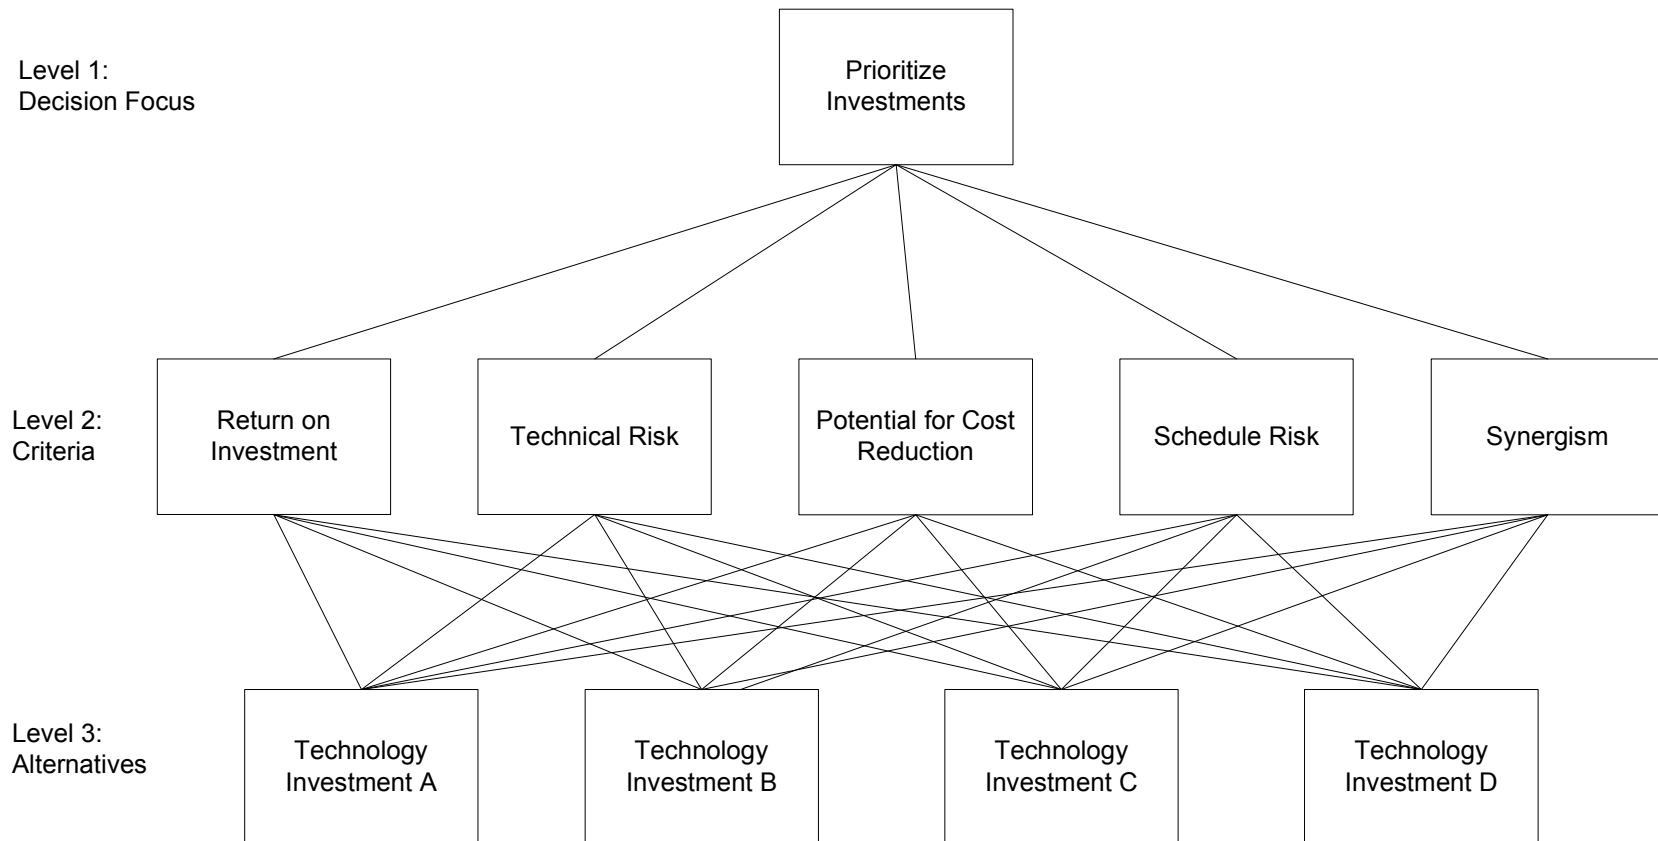 Level 1:
Decision Focus
Prioritize
Investments
Level 2:
Criteria
Return on
Investment
Technical Risk
Potential for Cost
Reduction
Schedule Risk
Synergism
Level 3:
Alternatives
Technology
Investment A
Technology
Investment B
Technology
Investment C
Technology
Investment D